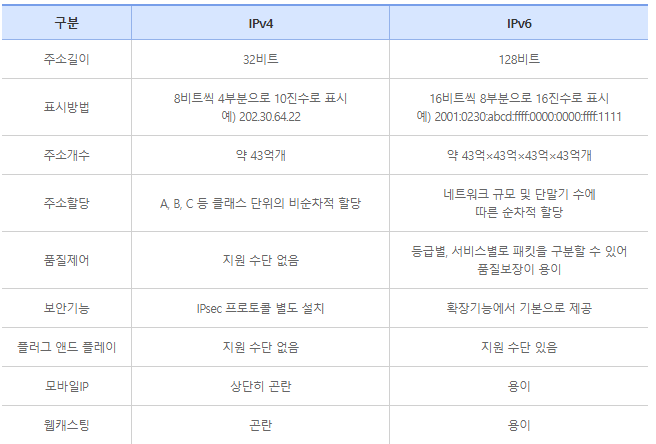 구분 IPv4 IPv6
주소길이 32비트 128비트
표시방법 8비트씩 4부분으로 10진수로 표시 16비트씩 8부분으로 16진수로 표시
예) 202.30.64.22 예) 2001:0230:abcd:ffff:0000:0000:ffff:1111
주소개수 약 43억개 약 43억×43억×43억×43억개
주소할당 A, B, C 등 클래스 단위의 비순차적 할당 네트워크 규모 및 단말기 수에
따른 순차적 할당
품질제어 지원 수단 없음 등급별, 서비스별로 패킷을 구분할 수 있어
품질보장이 용이
보안기능 IPsec 프로토콜 별도 설치 확장기능에서 기본으로 제공
플러그 앤드 플레이 지원 수단 없음 지원 수단 있음
모바일IP 상단히 곤란 용이
웹캐스팅 곤란 용이